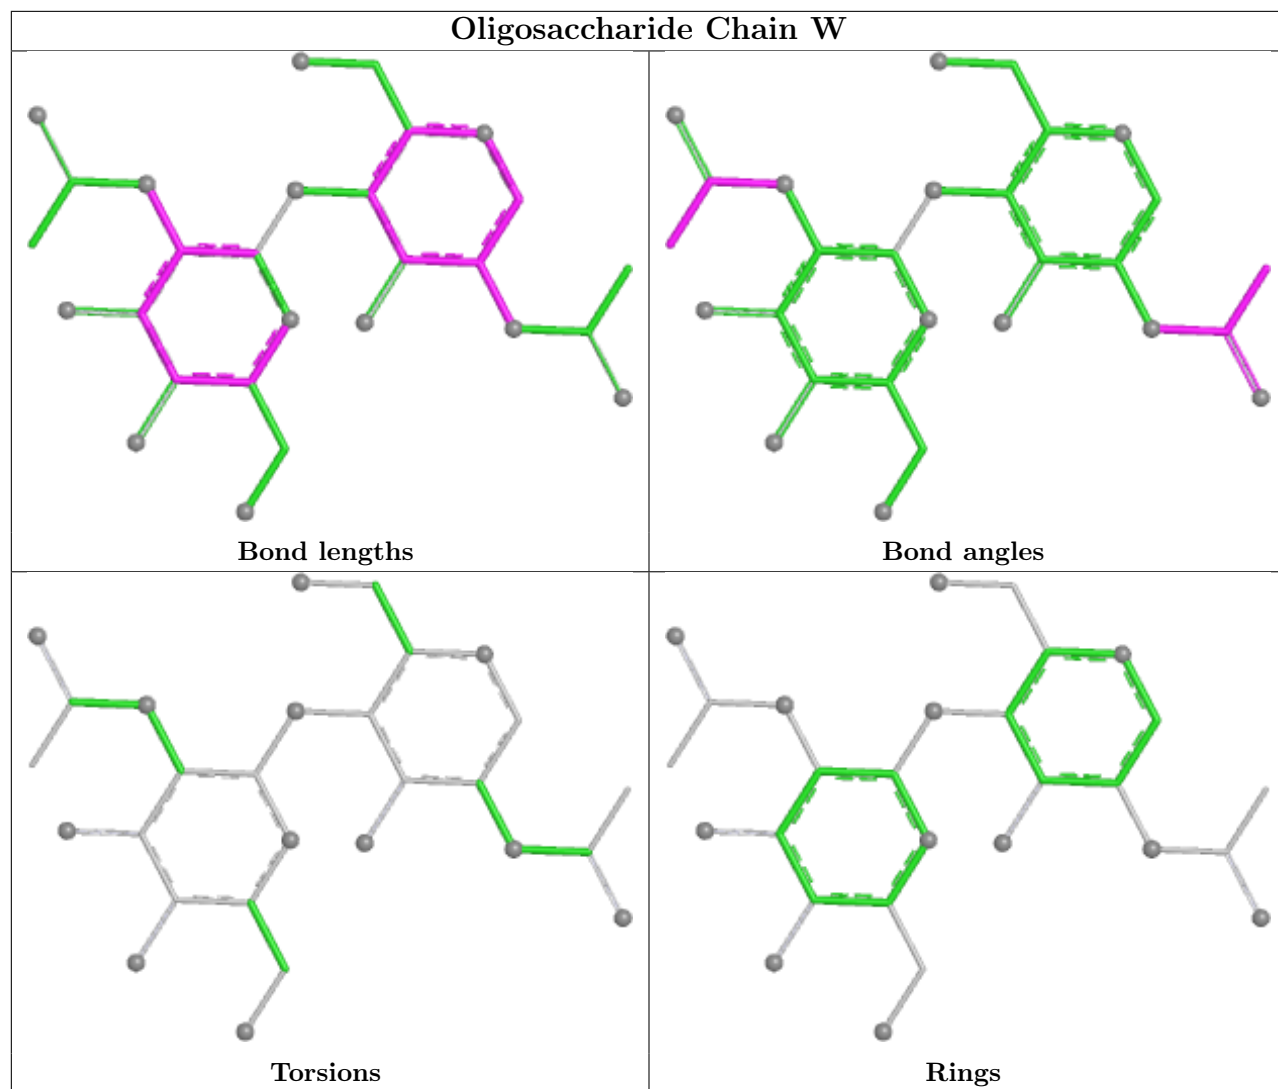 Oligosaccharide Chain W
Bond lengths
Bond angles
Torsions
Rings